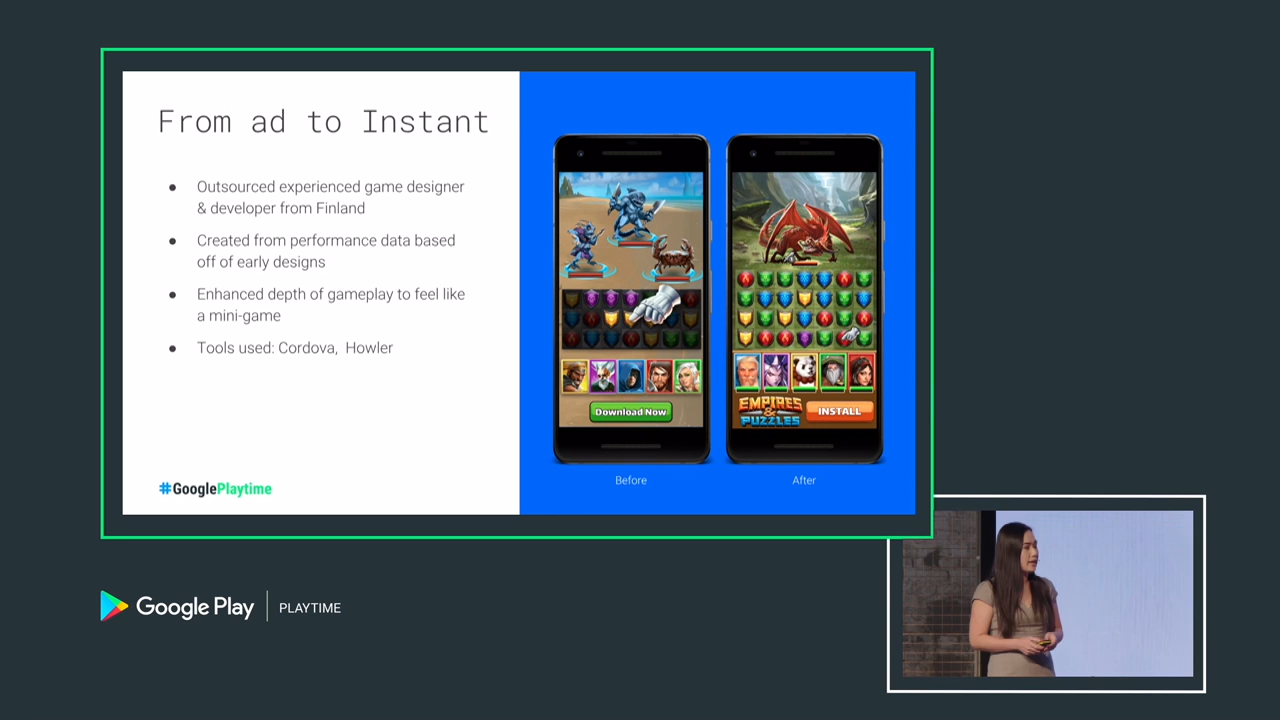 From ad to Instant
● Outsourced experienced game designer
& developer from Finland
● Created from performance data based
off of early designs
● Enhanced depth of gameplay to feel like
a mini-game
● Tools used: Cordova, Howler
#GooglePlaytime
Download Now
Before
EMPIRES
&
PUZZLES
INSTALL
After
Google Play | PLAYTIME